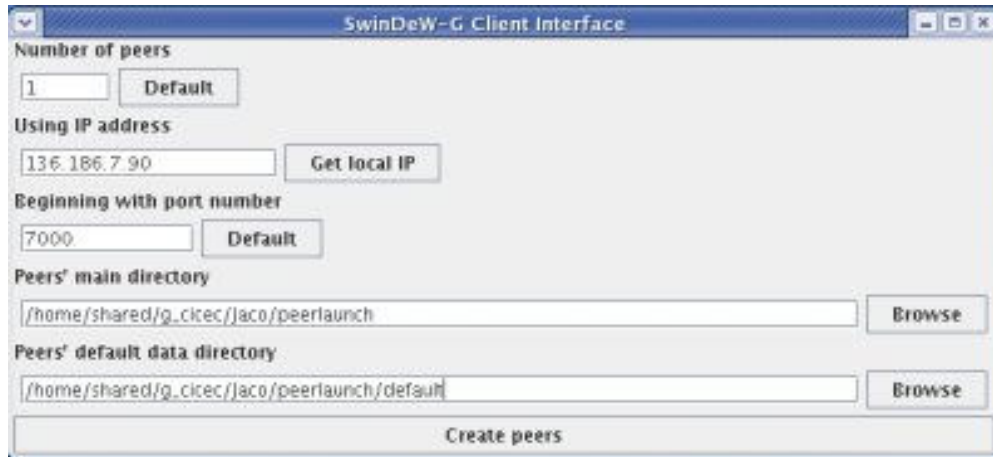 SwinDeW-G Client Interface
Number of peers
1 Default
Using IP address
136.186.7.90 Get local IP
Beginning with port number
7000 Default
Peers' main directory
/home/shared/g_cicec/Jaco/peerlaunch Browse
Peers' default data directory
/home/shared/g_cicec/Jaco/peerlaunch/default Browse
Create peers